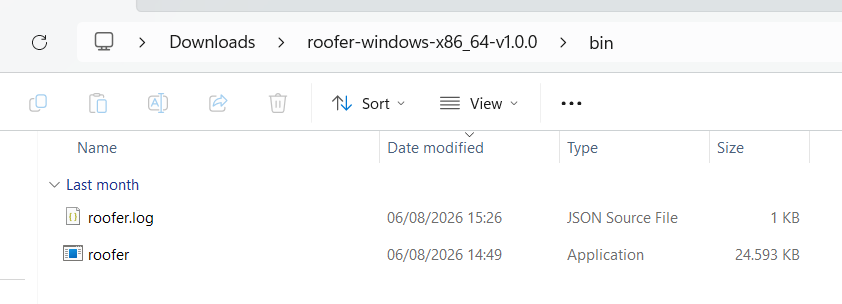 Downloads roofer-windows-x86_64-v1.0.0 bin
Sort View
Name Date modified Type Size
Last month
roofer.log 06/08/2026 15:26 JSON Source File 1 KB
roofer 06/08/2026 14:49 Application 24.593 KB